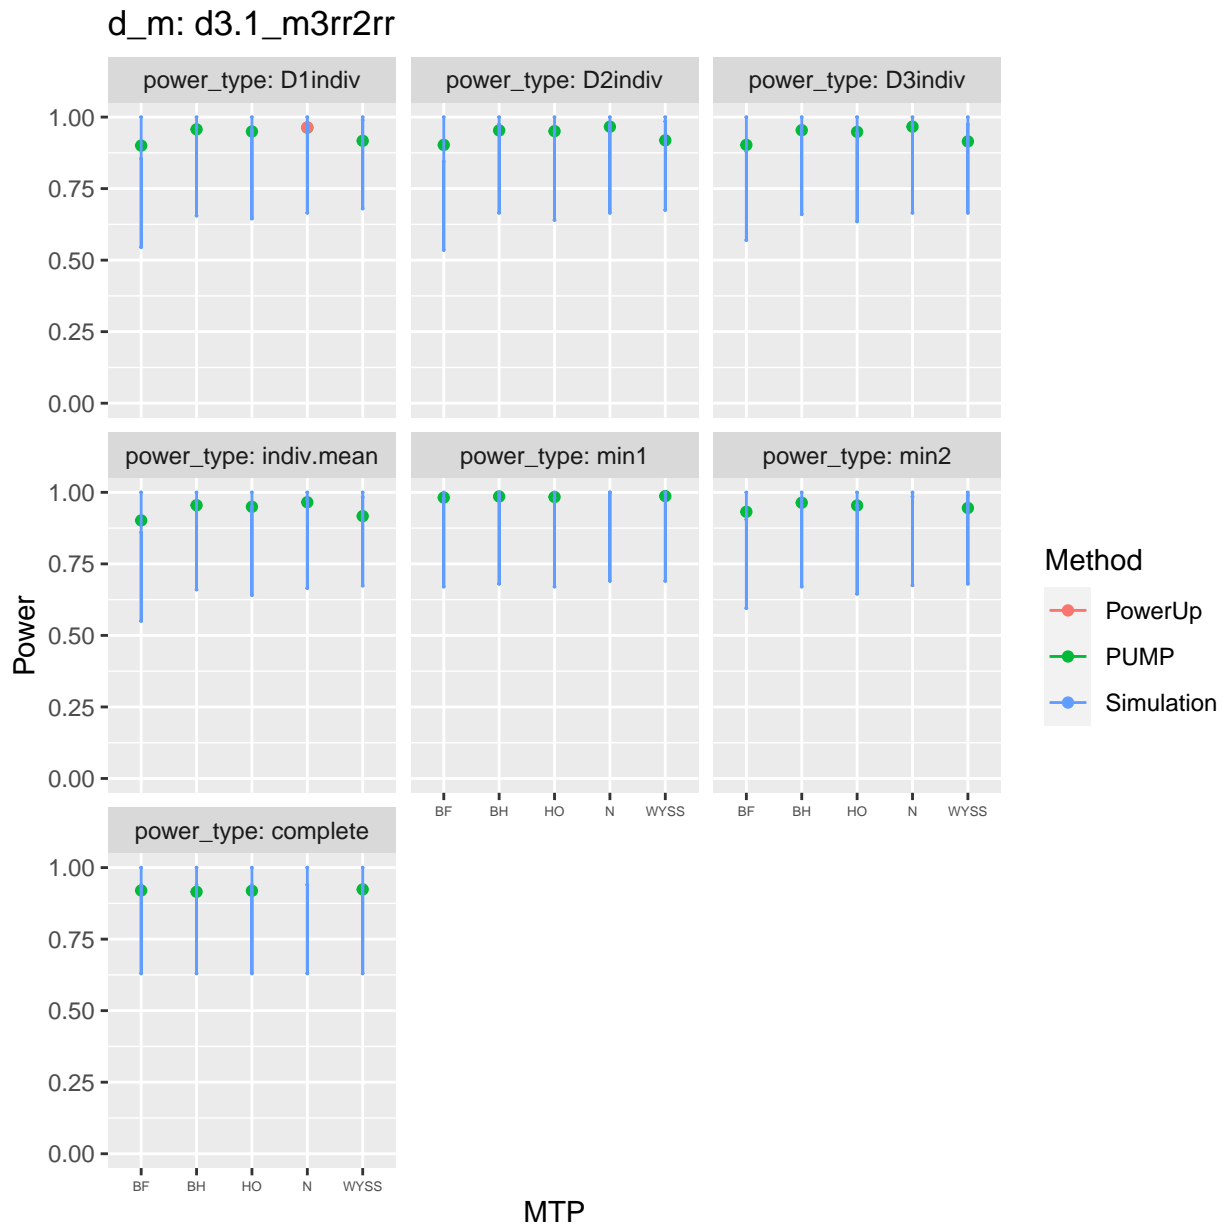 d_m: d3.1_m3rr2rr
power_type: D1indiv
power_type: D2indiv
power_type: D3indiv
1.00
0.75
0.50
0.25
0.00
power_type: indiv.mean
power_type: min1
power_type: min2
1.00
0.75
0.50
0.25
0.00
BF BH HO N WYSS
BF BH HO N WYSS
power_type: complete
1.00
0.75
0.50
0.25
0.00
BF BH HO N WYSS
Power
MTP
Method
PowerUp
PUMP
Simulation